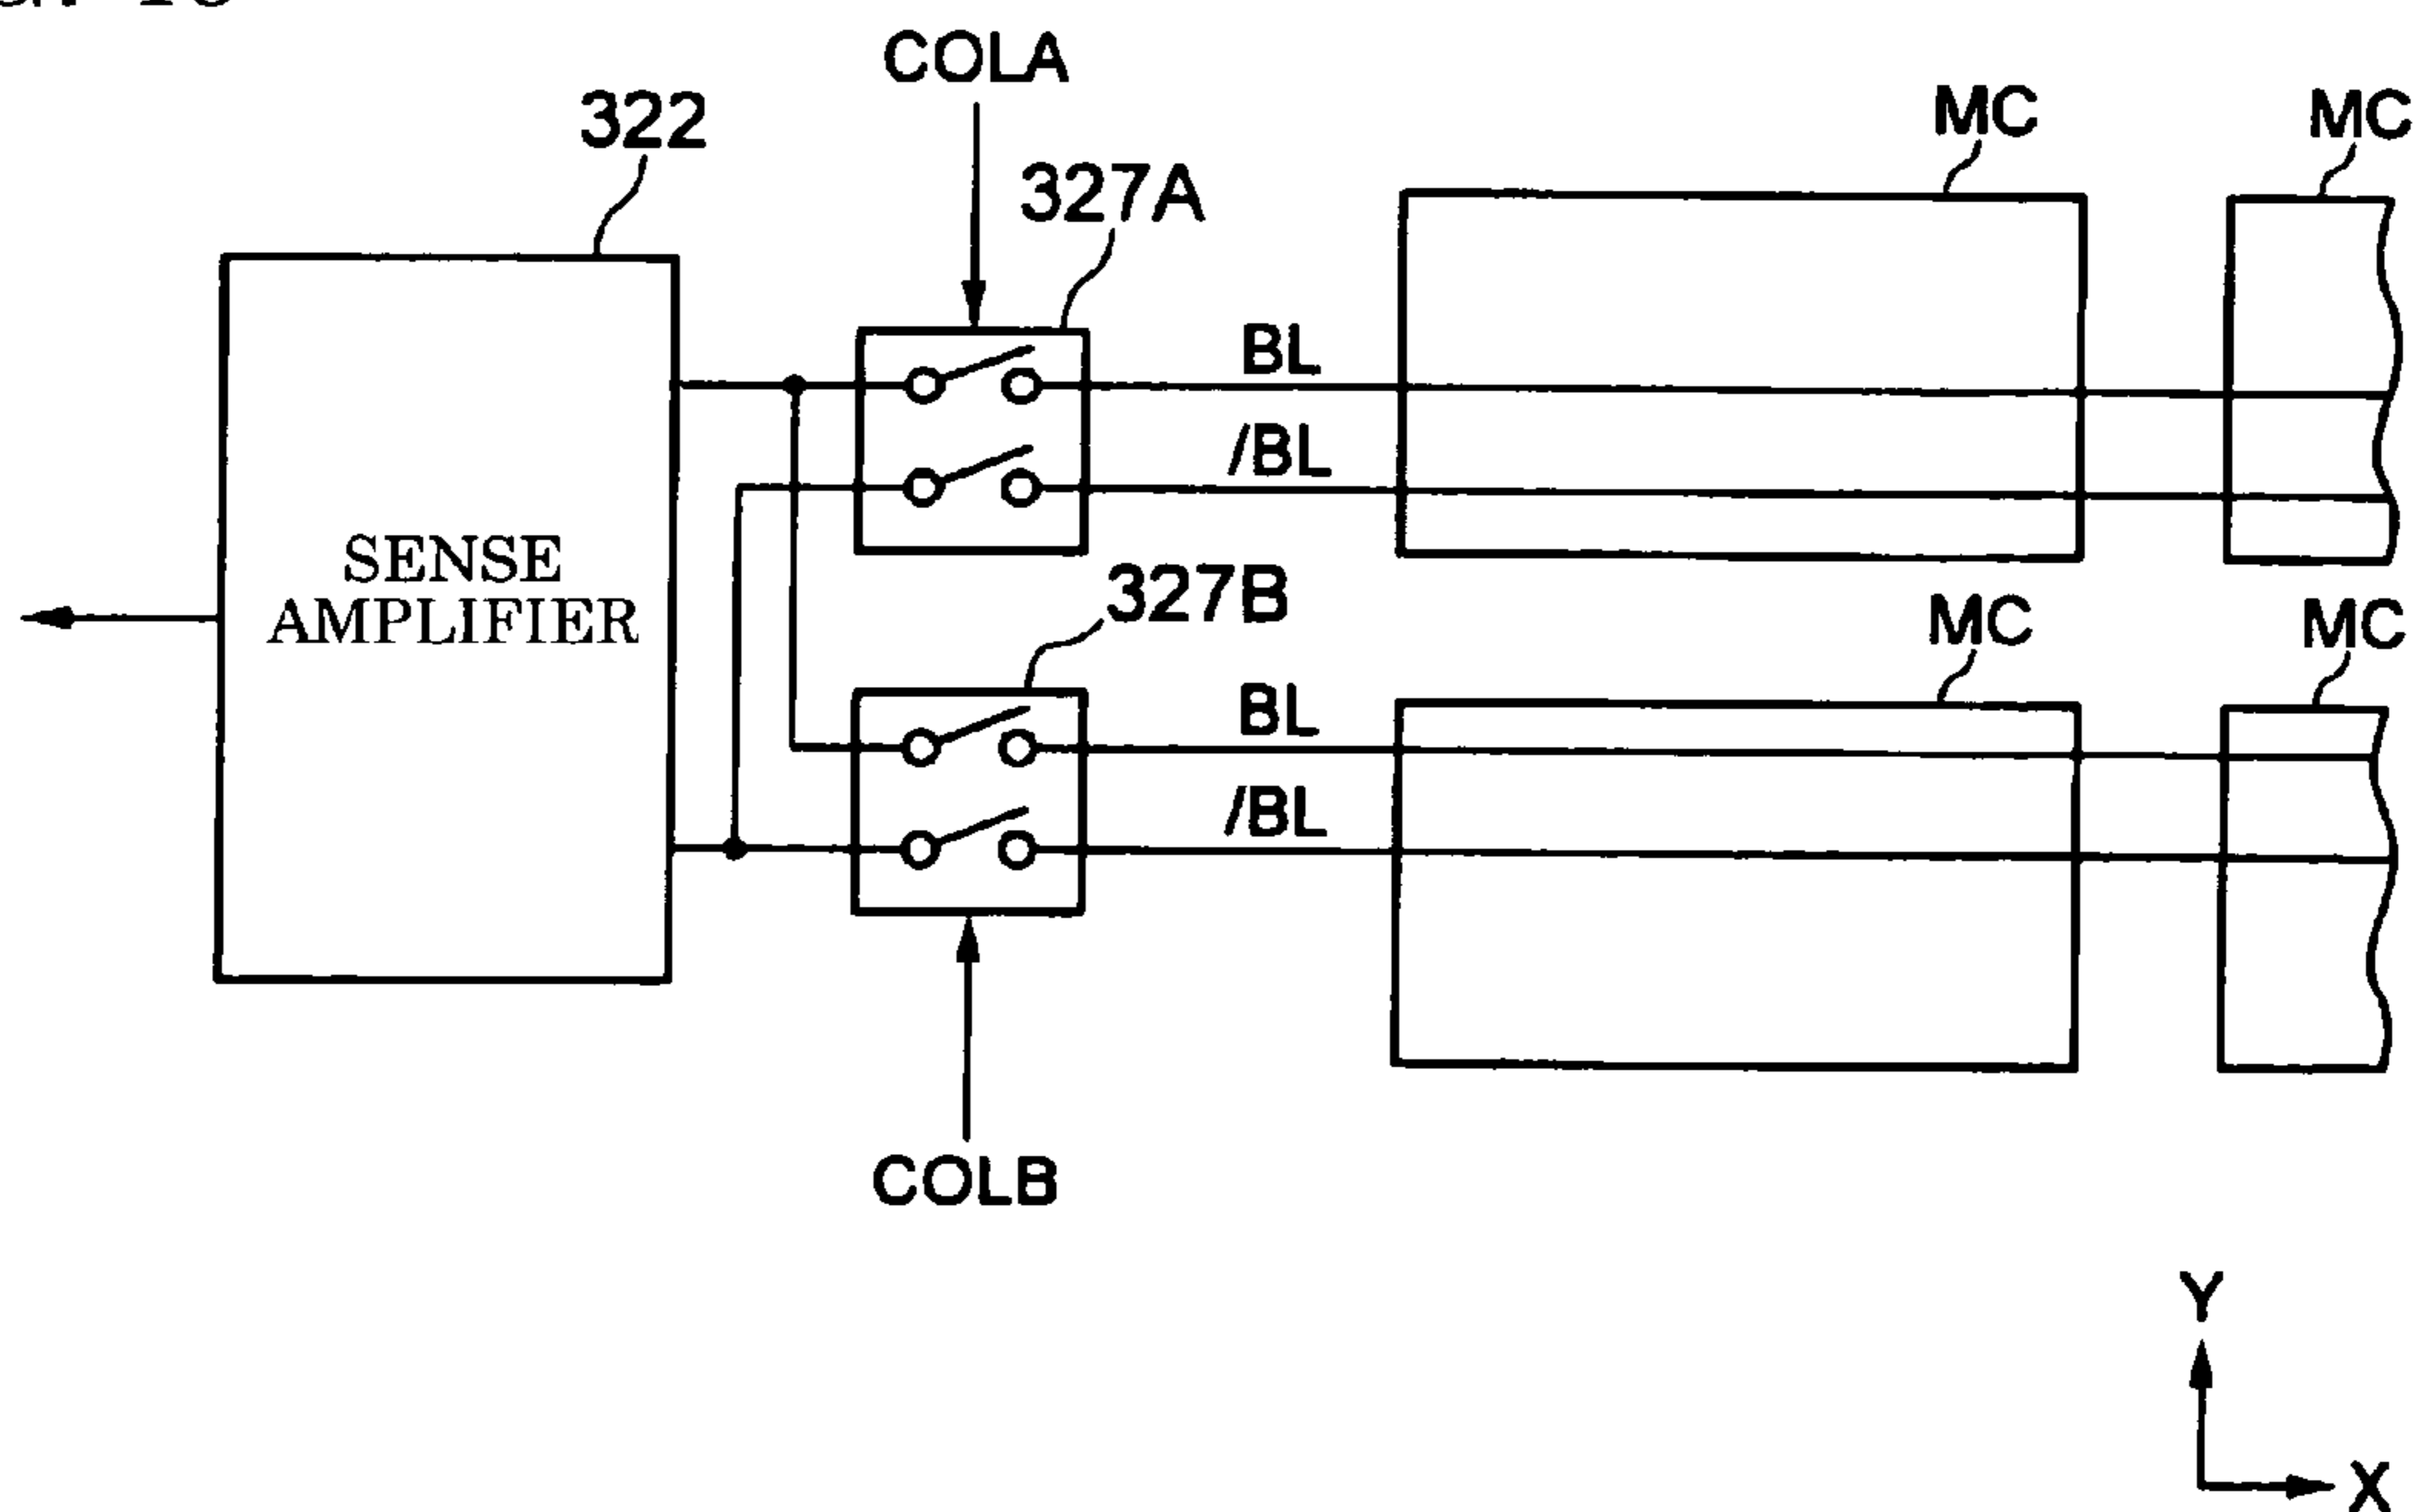 COLA
322
MC
MC
327A
BL
/BL
SENSE
AMPLIFIER
327B
MC
MC
BL
/BL
COLB
Y
X